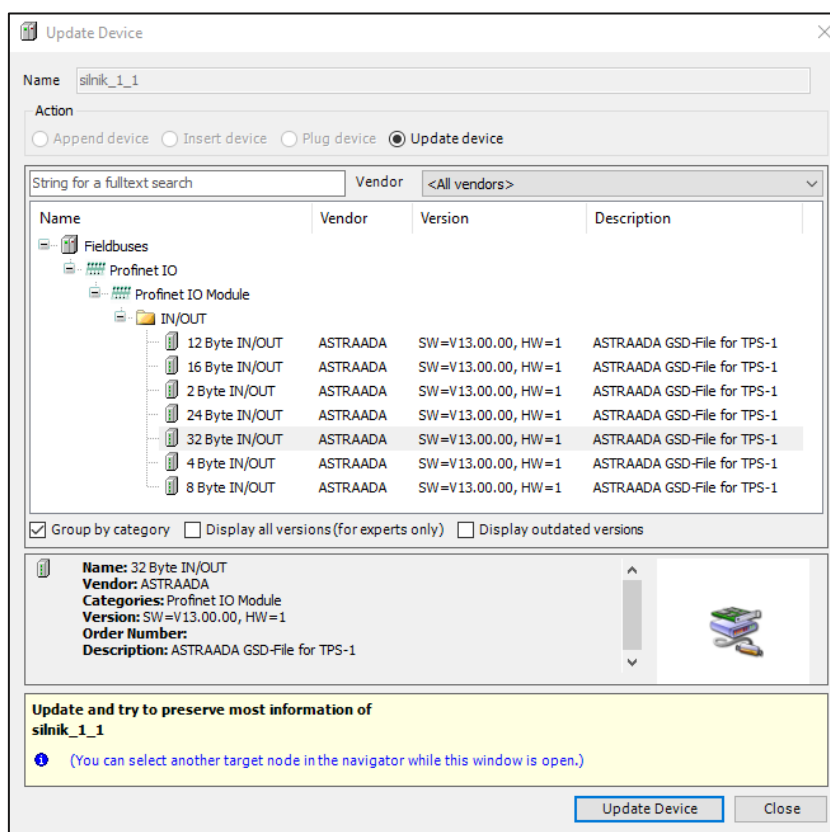 Update Device
Name silnik_1_1
Action
Append device Insert device Plug device Update device
String for a fulltext search Vendor <All vendors>
Name Vendor Version Description
Fieldbuses
Profinet IO
Profinet IO Module
IN/OUT
12 Byte IN/OUT ASTRAADA SW=V13.00.00, HW=1 ASTRAADA GSD-File for TPS-1
16 Byte IN/OUT ASTRAADA SW=V13.00.00, HW=1 ASTRAADA GSD-File for TPS-1
2 Byte IN/OUT ASTRAADA SW=V13.00.00, HW=1 ASTRAADA GSD-File for TPS-1
24 Byte IN/OUT ASTRAADA SW=V13.00.00, HW=1 ASTRAADA GSD-File for TPS-1
32 Byte IN/OUT ASTRAADA SW=V13.00.00, HW=1 ASTRAADA GSD-File for TPS-1
4 Byte IN/OUT ASTRAADA SW=V13.00.00, HW=1 ASTRAADA GSD-File for TPS-1
8 Byte IN/OUT ASTRAADA SW=V13.00.00, HW=1 ASTRAADA GSD-File for TPS-1
Group by category Display all versions (for experts only) Display outdated versions
Name: 32 Byte IN/OUT
Vendor: ASTRAADA
Categories: Profinet IO Module
Version: SW=V13.00.00, HW=1
Order Number:
Description: ASTRAADA GSD-File for TPS-1
Update and try to preserve most information of
silnik_1_1
(You can select another target node in the navigator while this window is open.)
Update Device Close